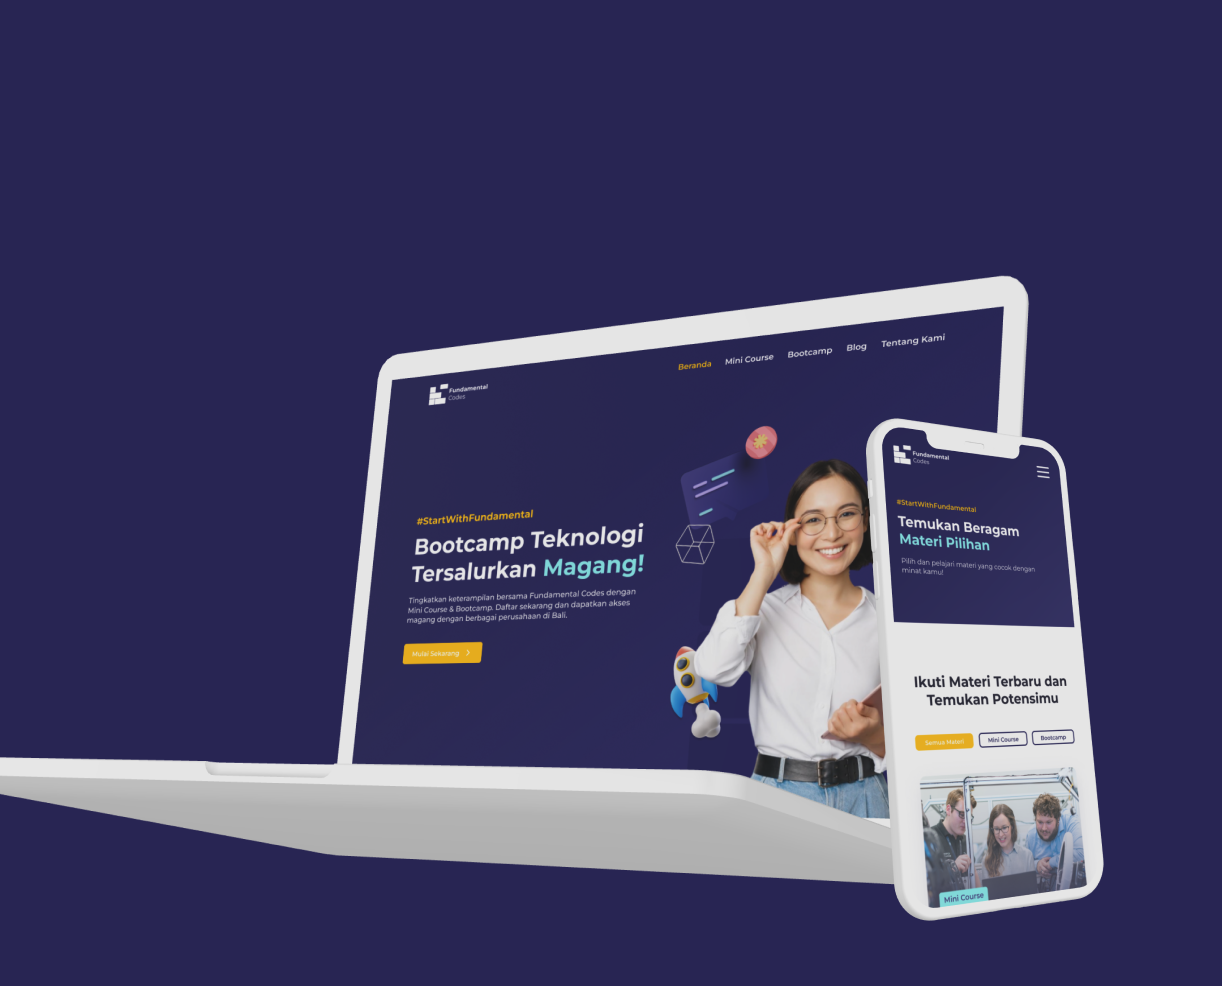 Fundamental
Codes
Beranda Mini Course Bootcamp Blog Tentang Kami
#StartWithFundamental
Bootcamp Teknologi
Tersalurkan Magang!
Tingkatkan keterampilan bersama Fundamental Codes dengan
Mini Course & Bootcamp. Daftar sekarang dan dapatkan akses
magang dengan berbagai perusahaan di Bali.
Mulai Sekarang
Fundamental
Codes
#StartWithFundamental
Temukan Beragam
Materi Pilihan
Pilih dan pelajari materi yang cocok dengan
minat kamu!
Ikuti Materi Terbaru dan
Temukan Potensimu
Semua Materi Mini Course Bootcamp
Mini Course